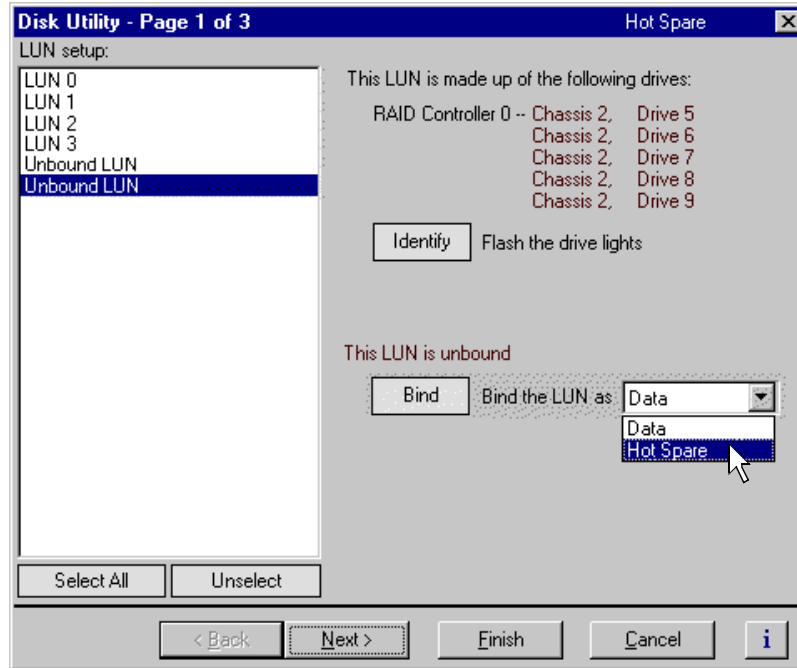 Disk Utility - Page 1 of 3 Hot Spare
LUN setup:
LUN 0
LUN 1
LUN 2
LUN 3
Unbound LUN
Unbound LUN
This LUN is made up of the following drives:
RAID Controller 0 -- Chassis 2, Drive 5
Chassis 2, Drive 6
Chassis 2, Drive 7
Chassis 2, Drive 8
Chassis 2, Drive 9
Identify Flash the drive lights
This LUN is unbound
Bind Bind the LUN as Data
Data
Hot Spare
Select All Unselect
< Back Next > Finish Cancel i